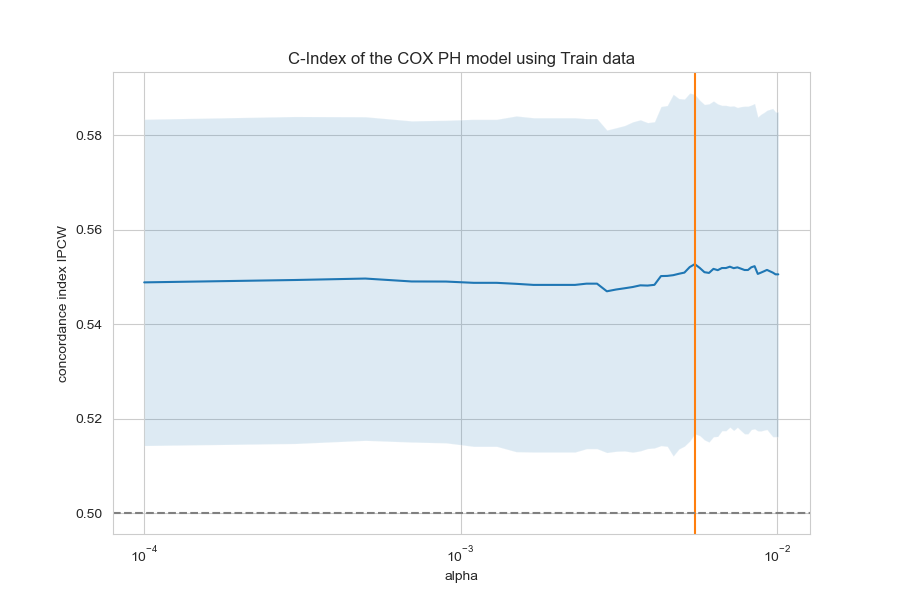 C-Index of the COX PH model using Train data
concordance index IPCW
0.58
0.56
0.54
0.52
0.50
10⁻⁴ 10⁻³ 10⁻²
alpha